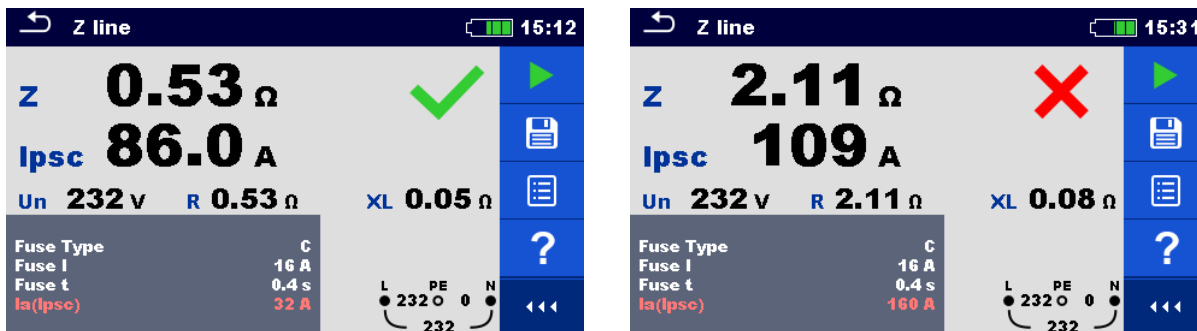 Z line 15:12
Z 0.53 Ω
Ipsc 86.0 A
Un 232 V R 0.53 Ω XL 0.05 Ω
Fuse Type C
Fuse I 16 A
Fuse t 0.4 s
Ia(Ipsc) 32 A
L PE N
232 0
232
?
Z line 15:31
Z 2.11 Ω
Ipsc 109 A
Un 232 V R 2.11 Ω XL 0.08 Ω
Fuse Type C
Fuse I 16 A
Fuse t 0.4 s
Ia(Ipsc) 160 A
L PE N
232 0
232
?